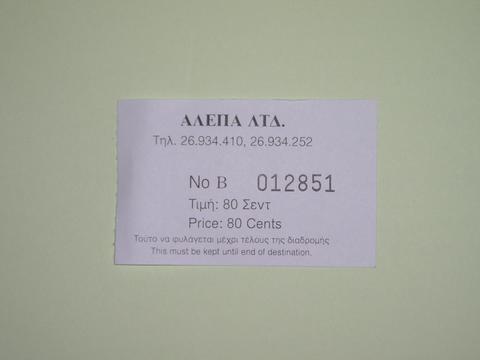 ΑΛΕΠΑ ΛΤΔ.
Τηλ. 26.934.410, 26.934.252
No B 012851
Τιμή: 80 Σεντ
Price: 80 Cents
Τούτο να φυλάγεται μέχρι τέλους της διαδρομής
This must be kept until end of destination.